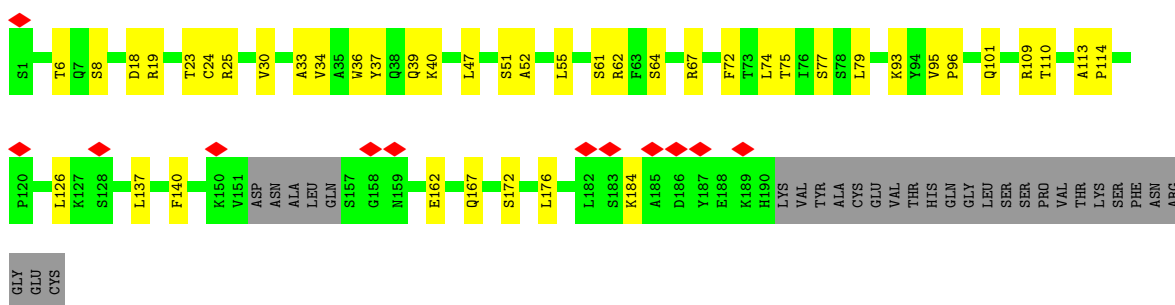 S1 T6 Q7 S8 D18 R19 T23 C24 R25 V30 A33 V34 A35 W36 Y37 Q38 Q39 K40 L47 S51 A52 L55 S61 R62 F63 S64 R67 F72 T73 L74 T75 I76 S77 S78 L79 K93 Y94 V95 P96 Q101 R109 T110 A113 P114
P120 L126 K127 S128 L137 F140 K150 V151 ASP ASN ALA LEU GLN S157 G158 N159 E162 Q167 S172 L176 L182 S183 K184 A185 D186 Y187 E188 K189 H190 LYS VAL TYR ALA CYS GLU VAL THR HIS GLN GLY LEU SER SER PRO VAL THR LYS SER PHE ASN ARG
GLY GLU CYS